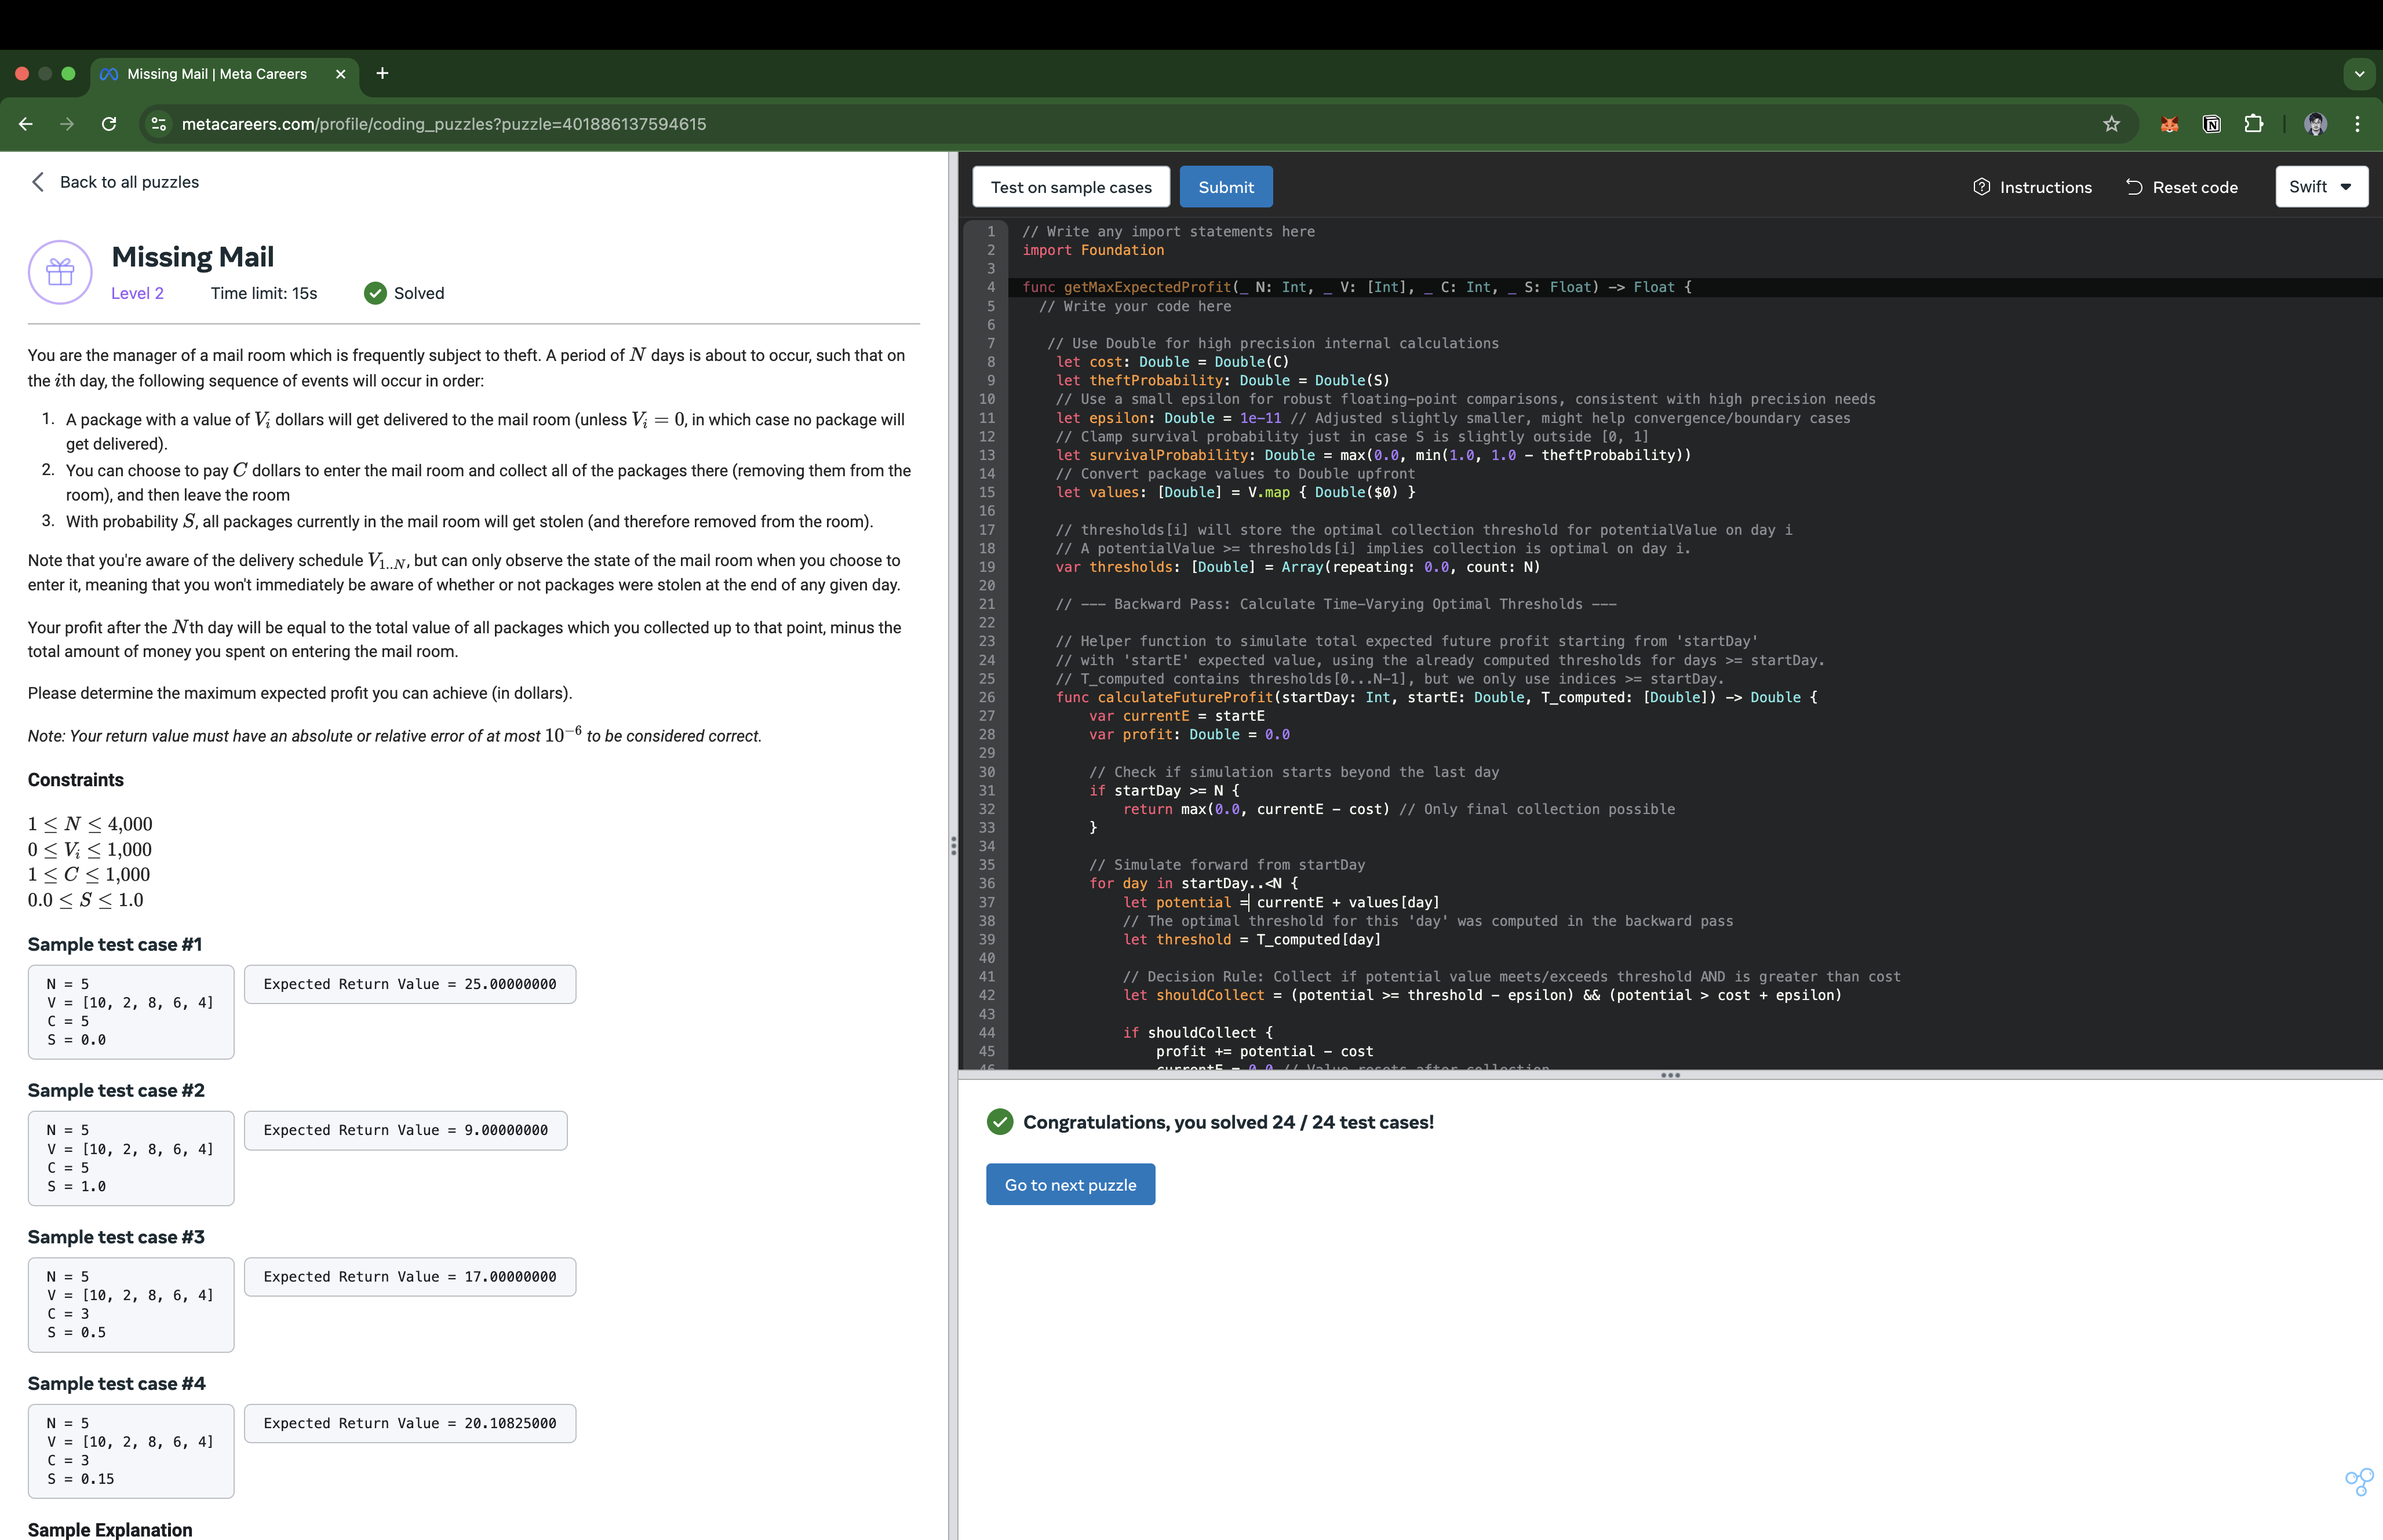 Missing Mail | Meta Careers
metacareers.com/profile/coding_puzzles?puzzle=401886137594615
Back to all puzzles
Missing Mail
Level 2 Time limit: 15s Solved
You are the manager of a mail room which is frequently subject to theft. A period of N days is about to occur, such that on
the ith day, the following sequence of events will occur in order:
1. A package with a value of Vi dollars will get delivered to the mail room (unless Vi = 0, in which case no package will
get delivered).
2. You can choose to pay C dollars to enter the mail room and collect all of the packages there (removing them from the
room), and then leave the room
3. With probability S, all packages currently in the mail room will get stolen (and therefore removed from the room).
Note that you're aware of the delivery schedule V1..N, but can only observe the state of the mail room when you choose to
enter it, meaning that you won't immediately be aware of whether or not packages were stolen at the end of any given day.
Your profit after the Nth day will be equal to the total value of all packages which you collected up to that point, minus the
total amount of money you spent on entering the mail room.
Please determine the maximum expected profit you can achieve (in dollars).
Note: Your return value must have an absolute or relative error of at most 10−6 to be considered correct.
Constraints
1 ≤ N ≤ 4,000
0 ≤ Vi ≤ 1,000
1 ≤ C ≤ 1,000
0.0 ≤ S ≤ 1.0
Sample test case #1
N = 5
V = [10, 2, 8, 6, 4]
C = 5
S = 0.0
Expected Return Value = 25.00000000
Sample test case #2
N = 5
V = [10, 2, 8, 6, 4]
C = 5
S = 1.0
Expected Return Value = 9.00000000
Sample test case #3
N = 5
V = [10, 2, 8, 6, 4]
C = 3
S = 0.5
Expected Return Value = 17.00000000
Sample test case #4
N = 5
V = [10, 2, 8, 6, 4]
C = 3
S = 0.15
Expected Return Value = 20.10825000
Sample Explanation
Test on sample cases Submit Instructions Reset code Swift
1 // Write any import statements here
2 import Foundation
3
4 func getMaxExpectedProfit(_ N: Int, _ V: [Int], _ C: Int, _ S: Float) -> Float {
5 // Write your code here
6
7 // Use Double for high precision internal calculations
8 let cost: Double = Double(C)
9 let theftProbability: Double = Double(S)
10 // Use a small epsilon for robust floating-point comparisons, consistent with high precision needs
11 let epsilon: Double = 1e-11 // Adjusted slightly smaller, might help convergence/boundary cases
12 // Clamp survival probability just in case S is slightly outside [0, 1]
13 let survivalProbability: Double = max(0.0, min(1.0, 1.0 - theftProbability))
14 // Convert package values to Double upfront
15 let values: [Double] = V.map { Double($0) }
16
17 // thresholds[i] will store the optimal collection threshold for potentialValue on day i
18 // A potentialValue >= thresholds[i] implies collection is optimal on day i.
19 var thresholds: [Double] = Array(repeating: 0.0, count: N)
20
21 // --- Backward Pass: Calculate Time-Varying Optimal Thresholds ---
22
23 // Helper function to simulate total expected future profit starting from 'startDay'
24 // with 'startE' expected value, using the already computed thresholds for days >= startDay.
25 // T_computed contains thresholds[0...N-1], but we only use indices >= startDay.
26 func calculateFutureProfit(startDay: Int, startE: Double, T_computed: [Double]) -> Double {
27 var currentE = startE
28 var profit: Double = 0.0
29
30 // Check if simulation starts beyond the last day
31 if startDay >= N {
32 return max(0.0, currentE - cost) // Only final collection possible
33 }
34
35 // Simulate forward from startDay
36 for day in startDay..<N {
37 let potential = currentE + values[day]
38 // The optimal threshold for this 'day' was computed in the backward pass
39 let threshold = T_computed[day]
40
41 // Decision Rule: Collect if potential value meets/exceeds threshold AND is greater than cost
42 let shouldCollect = (potential >= threshold - epsilon) && (potential > cost + epsilon)
43
44 if shouldCollect {
45 profit += potential - cost
46 currentE = 0.0 // Value resets after collection
Congratulations, you solved 24 / 24 test cases!
Go to next puzzle